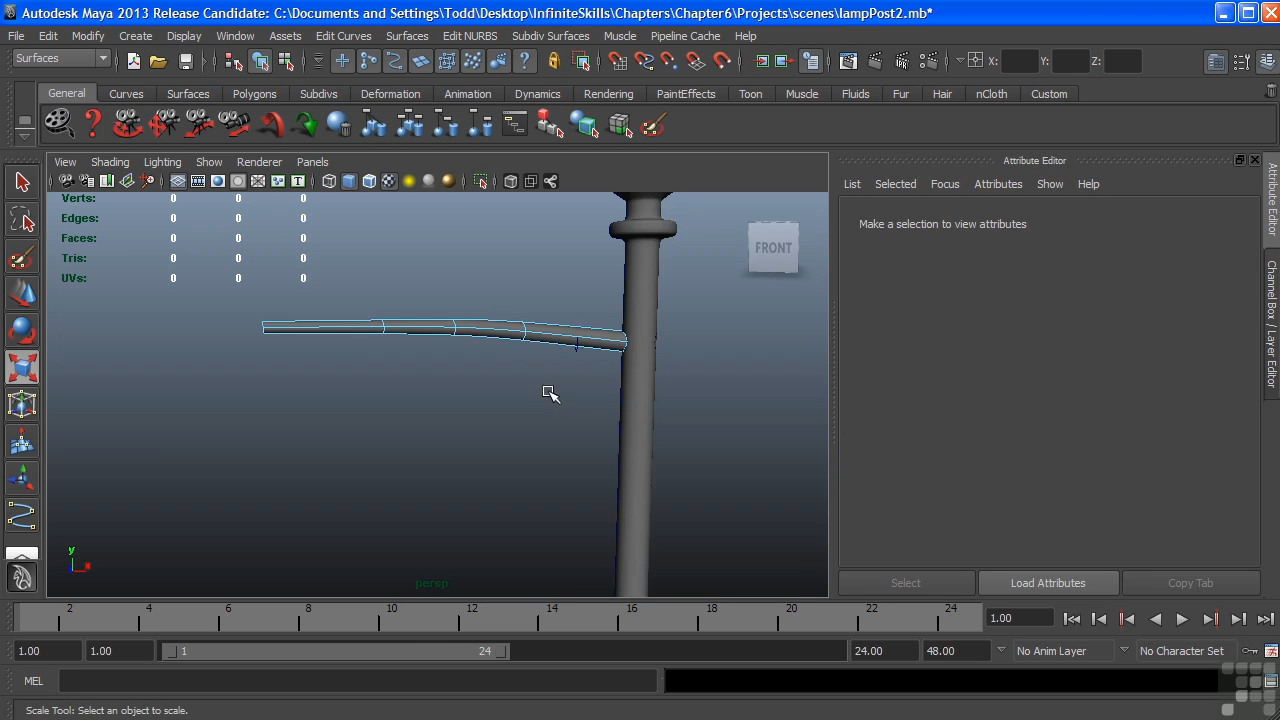 Autodesk Maya 2013 Release Candidate: C:\Documents and Settings\Todd\Desktop\InfiniteSkills\Chapters\Chapter6\Projects\scenes\lampPost2.mb*
File Edit Modify Create Display Window Assets Edit Curves Surfaces Edit NURBS Subdiv Surfaces Muscle Pipeline Cache Help
Surfaces X: Y: Z:
General Curves Surfaces Polygons Subdivs Deformation Animation Dynamics Rendering PaintEffects Toon Muscle Fluids Fur Hair nCloth Custom
View Shading Lighting Show Renderer Panels
Attribute Editor
List Selected Focus Attributes Show Help
Make a selection to view attributes
Verts: 0 0 0
Edges: 0 0 0
Faces: 0 0 0
Tris: 0 0 0
UVs: 0 0 0
FRONT
y
x
persp
Attribute Editor
Channel Box / Layer Editor
Select Load Attributes Copy Tab
2 4 6 8 10 12 14 16 18 20 22 24 1.00
1.00 1.00 1 24 24.00 48.00 No Anim Layer No Character Set
MEL
Scale Tool: Select an object to scale.